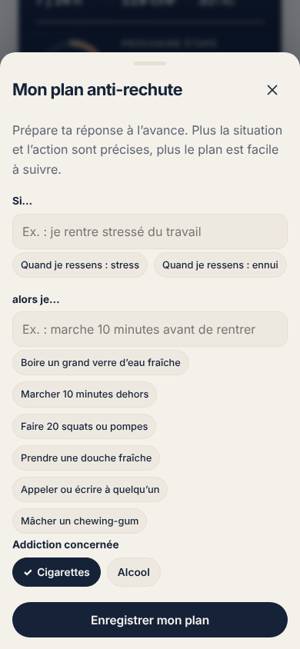 Mon plan anti-rechute
Prépare ta réponse à l'avance. Plus la situation
et l'action sont précises, plus le plan est facile
à suivre.
Si...
Ex. : je rentre stressé du travail
Quand je ressens : stress
Quand je ressens : ennui
alors je...
Ex. : marche 10 minutes avant de rentrer
Boire un grand verre d'eau fraîche
Marcher 10 minutes dehors
Faire 20 squats ou pompes
Prendre une douche fraîche
Appeler ou écrire à quelqu'un
Mâcher un chewing-gum
Addiction concernée
✓ Cigarettes
Alcool
Enregistrer mon plan